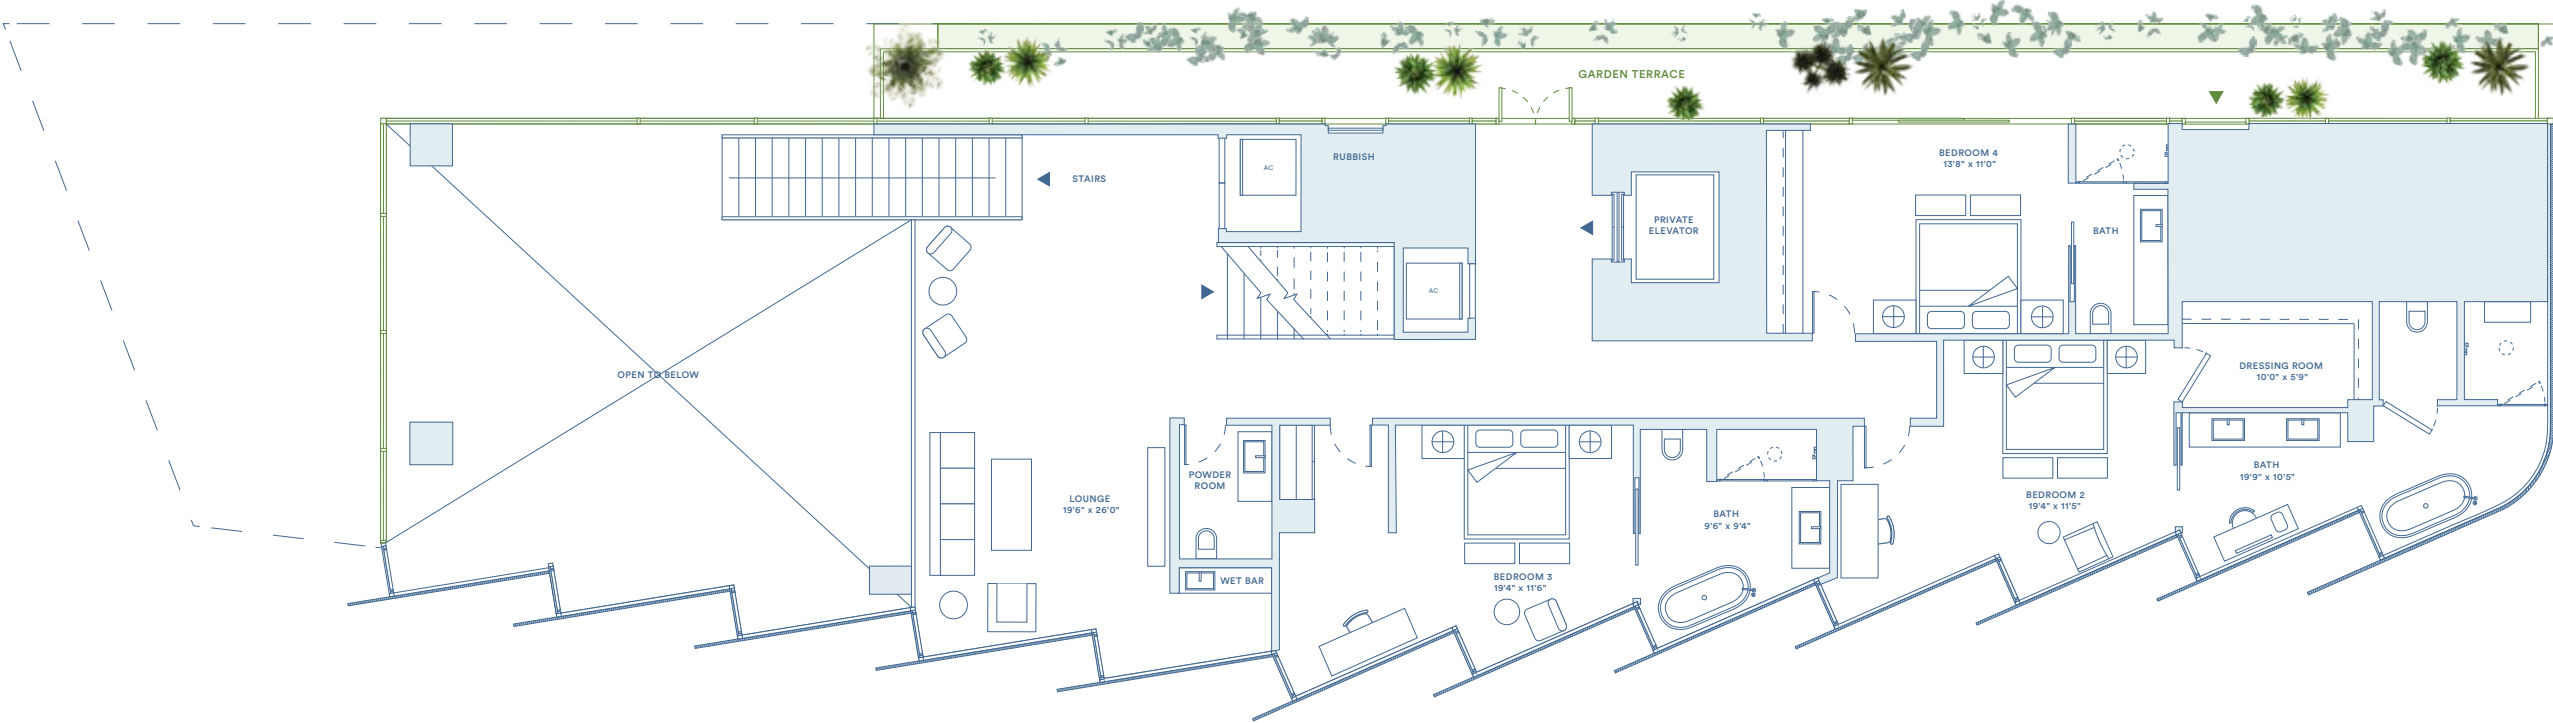 GARDEN TERRACE
STAIRS
AC
RUBBISH
AC
PRIVATE
ELEVATOR
BEDROOM 4
13'8" x 11'0"
BATH
OPEN TO BELOW
DRESSING ROOM
10'0" x 5'9"
LOUNGE
19'6" x 26'0"
POWDER
ROOM
WET BAR
BEDROOM 3
19'4" x 11'6"
BATH
9'6" x 9'4"
BEDROOM 2
19'4" x 11'5"
BATH
19'9" x 10'5"